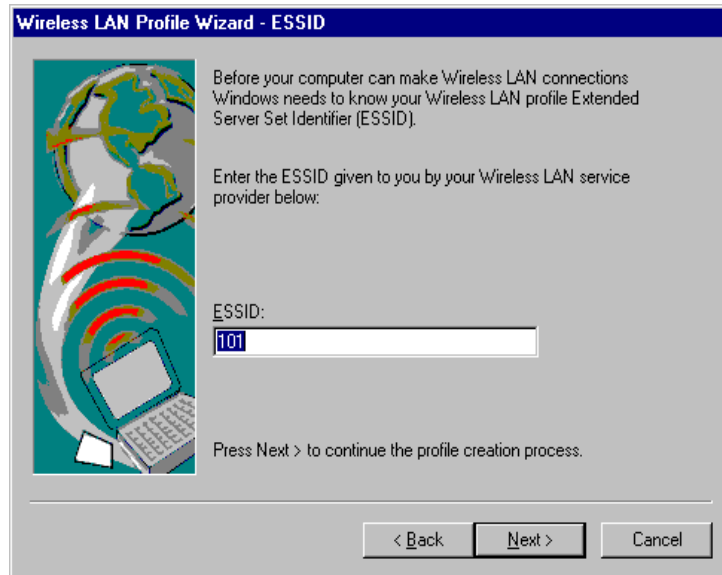 Wireless LAN Profile Wizard - ESSID
Before your computer can make Wireless LAN connections
Windows needs to know your Wireless LAN profile Extended
Server Set Identifier (ESSID).
Enter the ESSID given to you by your Wireless LAN service
provider below:
ESSID:
101
Press Next > to continue the profile creation process.
< Back
Next >
Cancel